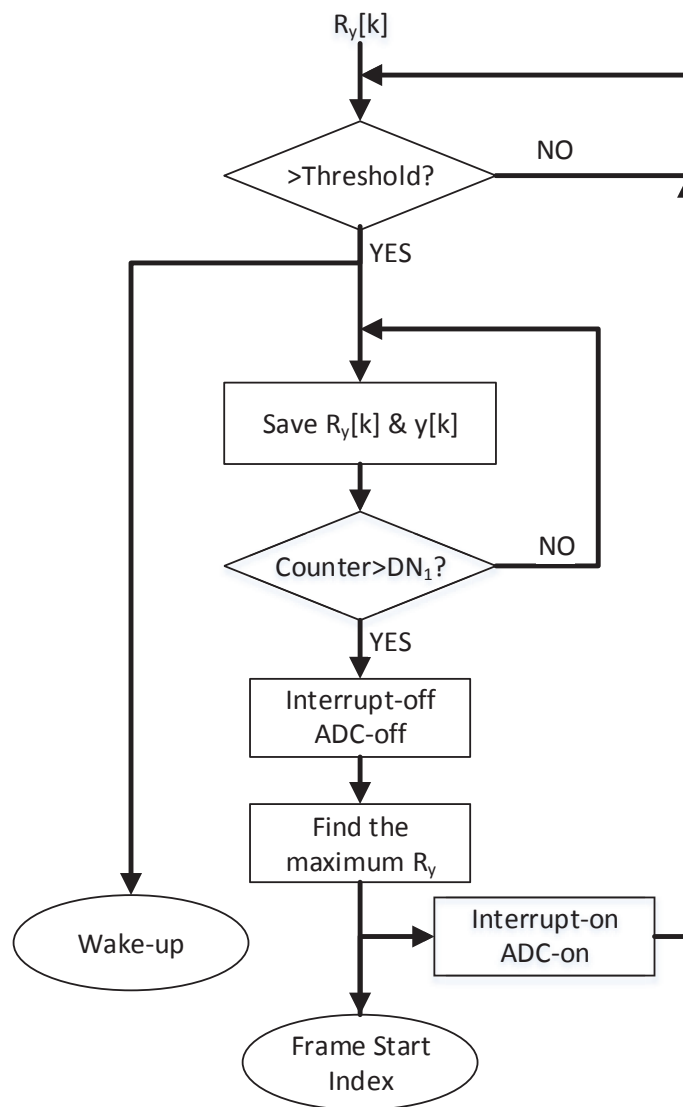 R_y[k]
>Threshold?
NO
YES
Save R_y[k] & y[k]
Counter>DN₁?
NO
YES
Interrupt-off
ADC-off
Find the
maximum R_y
Wake-up
Interrupt-on
ADC-on
Frame Start
Index